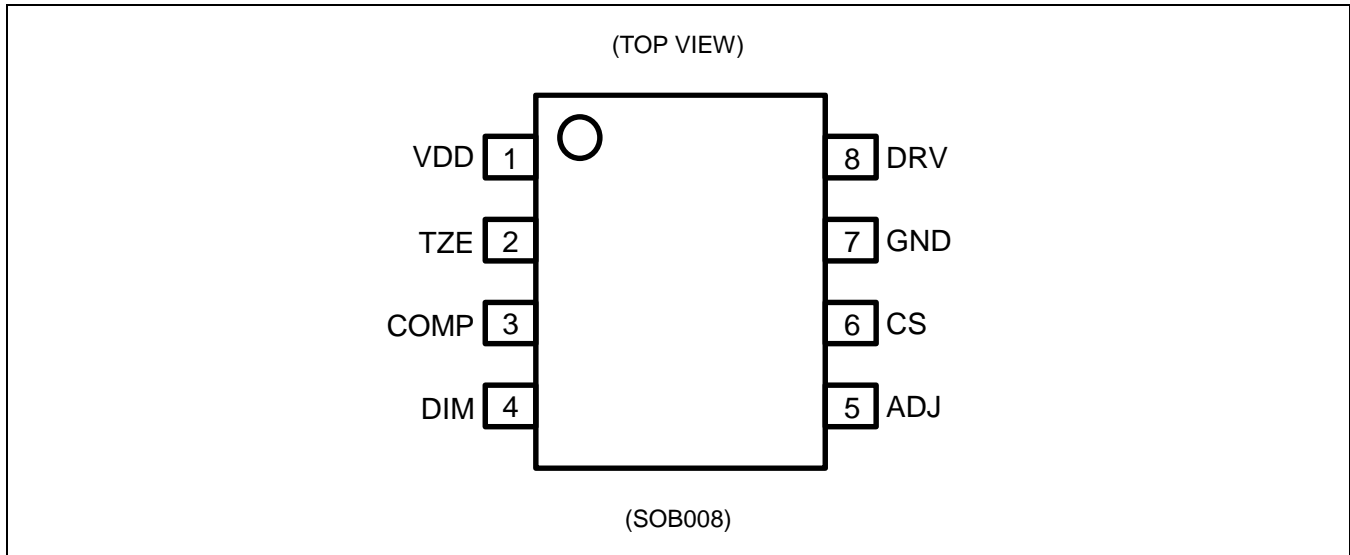 (TOP VIEW)
VDD 1 8 DRV
TZE 2 7 GND
COMP 3 6 CS
DIM 4 5 ADJ
(SOB008)